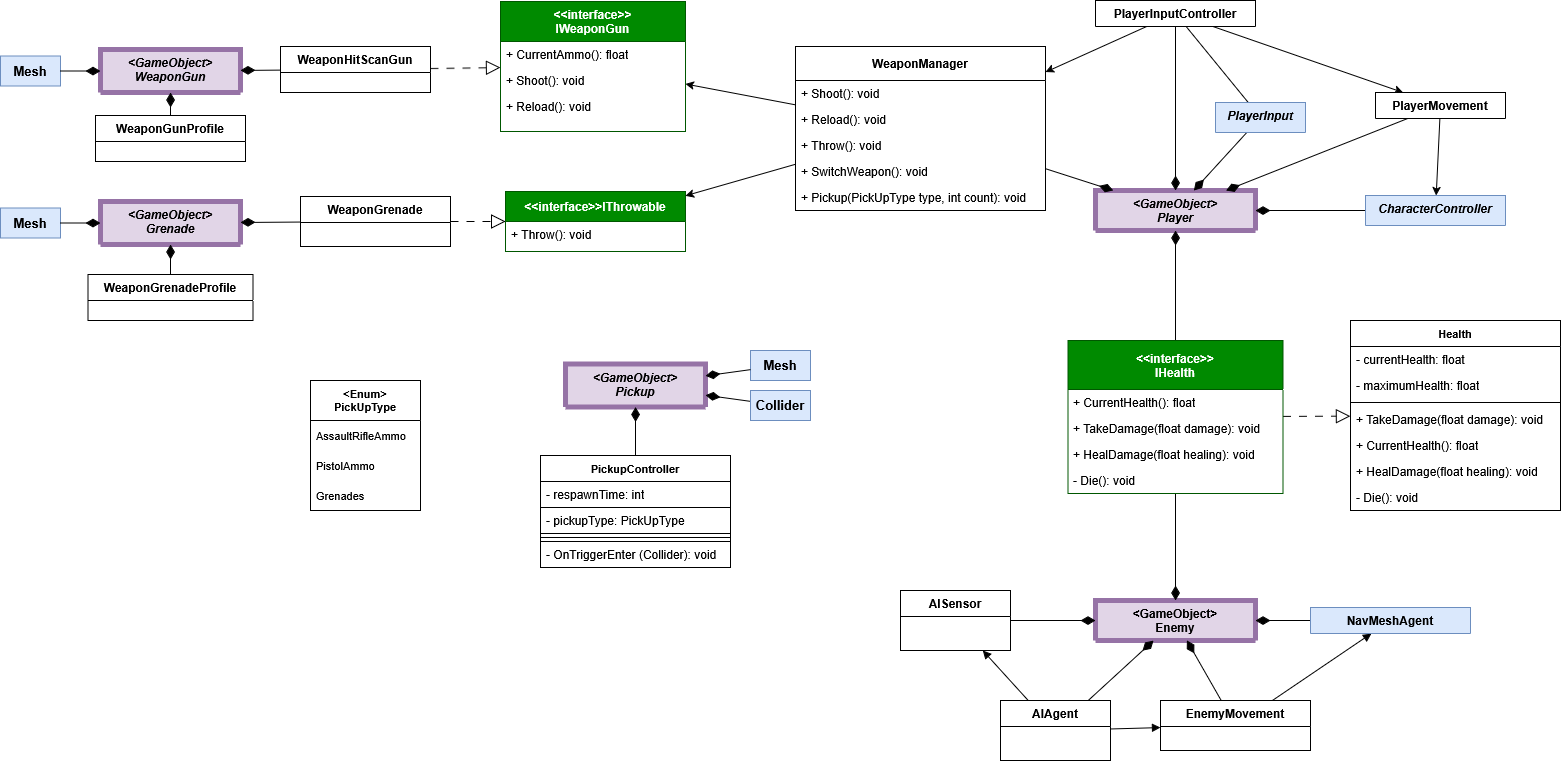 PlayerInputController
<<interface>>
IWeaponGun
+ CurrentAmmo(): float
+ Shoot(): void
+ Reload(): void
Mesh
<GameObject>
WeaponGun
WeaponHitScanGun
WeaponGunProfile
WeaponManager
+ Shoot(): void
+ Reload(): void
+ Throw(): void
+ SwitchWeapon(): void
+ Pickup(PickUpType type, int count): void
PlayerInput
PlayerMovement
Mesh
<GameObject>
Grenade
WeaponGrenade
WeaponGrenadeProfile
<<interface>>IThrowable
+ Throw(): void
<GameObject>
Player
CharacterController
<Enum>
PickUpType
AssaultRifleAmmo
PistolAmmo
Grenades
<GameObject>
Pickup
Mesh
Collider
PickupController
- respawnTime: int
- pickupType: PickUpType
- OnTriggerEnter (Collider): void
<<interface>>
IHealth
+ CurrentHealth(): float
+ TakeDamage(float damage): void
+ HealDamage(float healing): void
- Die(): void
Health
- currentHealth: float
- maximumHealth: float
+ TakeDamage(float damage): void
+ CurrentHealth(): float
+ HealDamage(float healing): void
- Die(): void
AISensor
<GameObject>
Enemy
NavMeshAgent
AIAgent
EnemyMovement